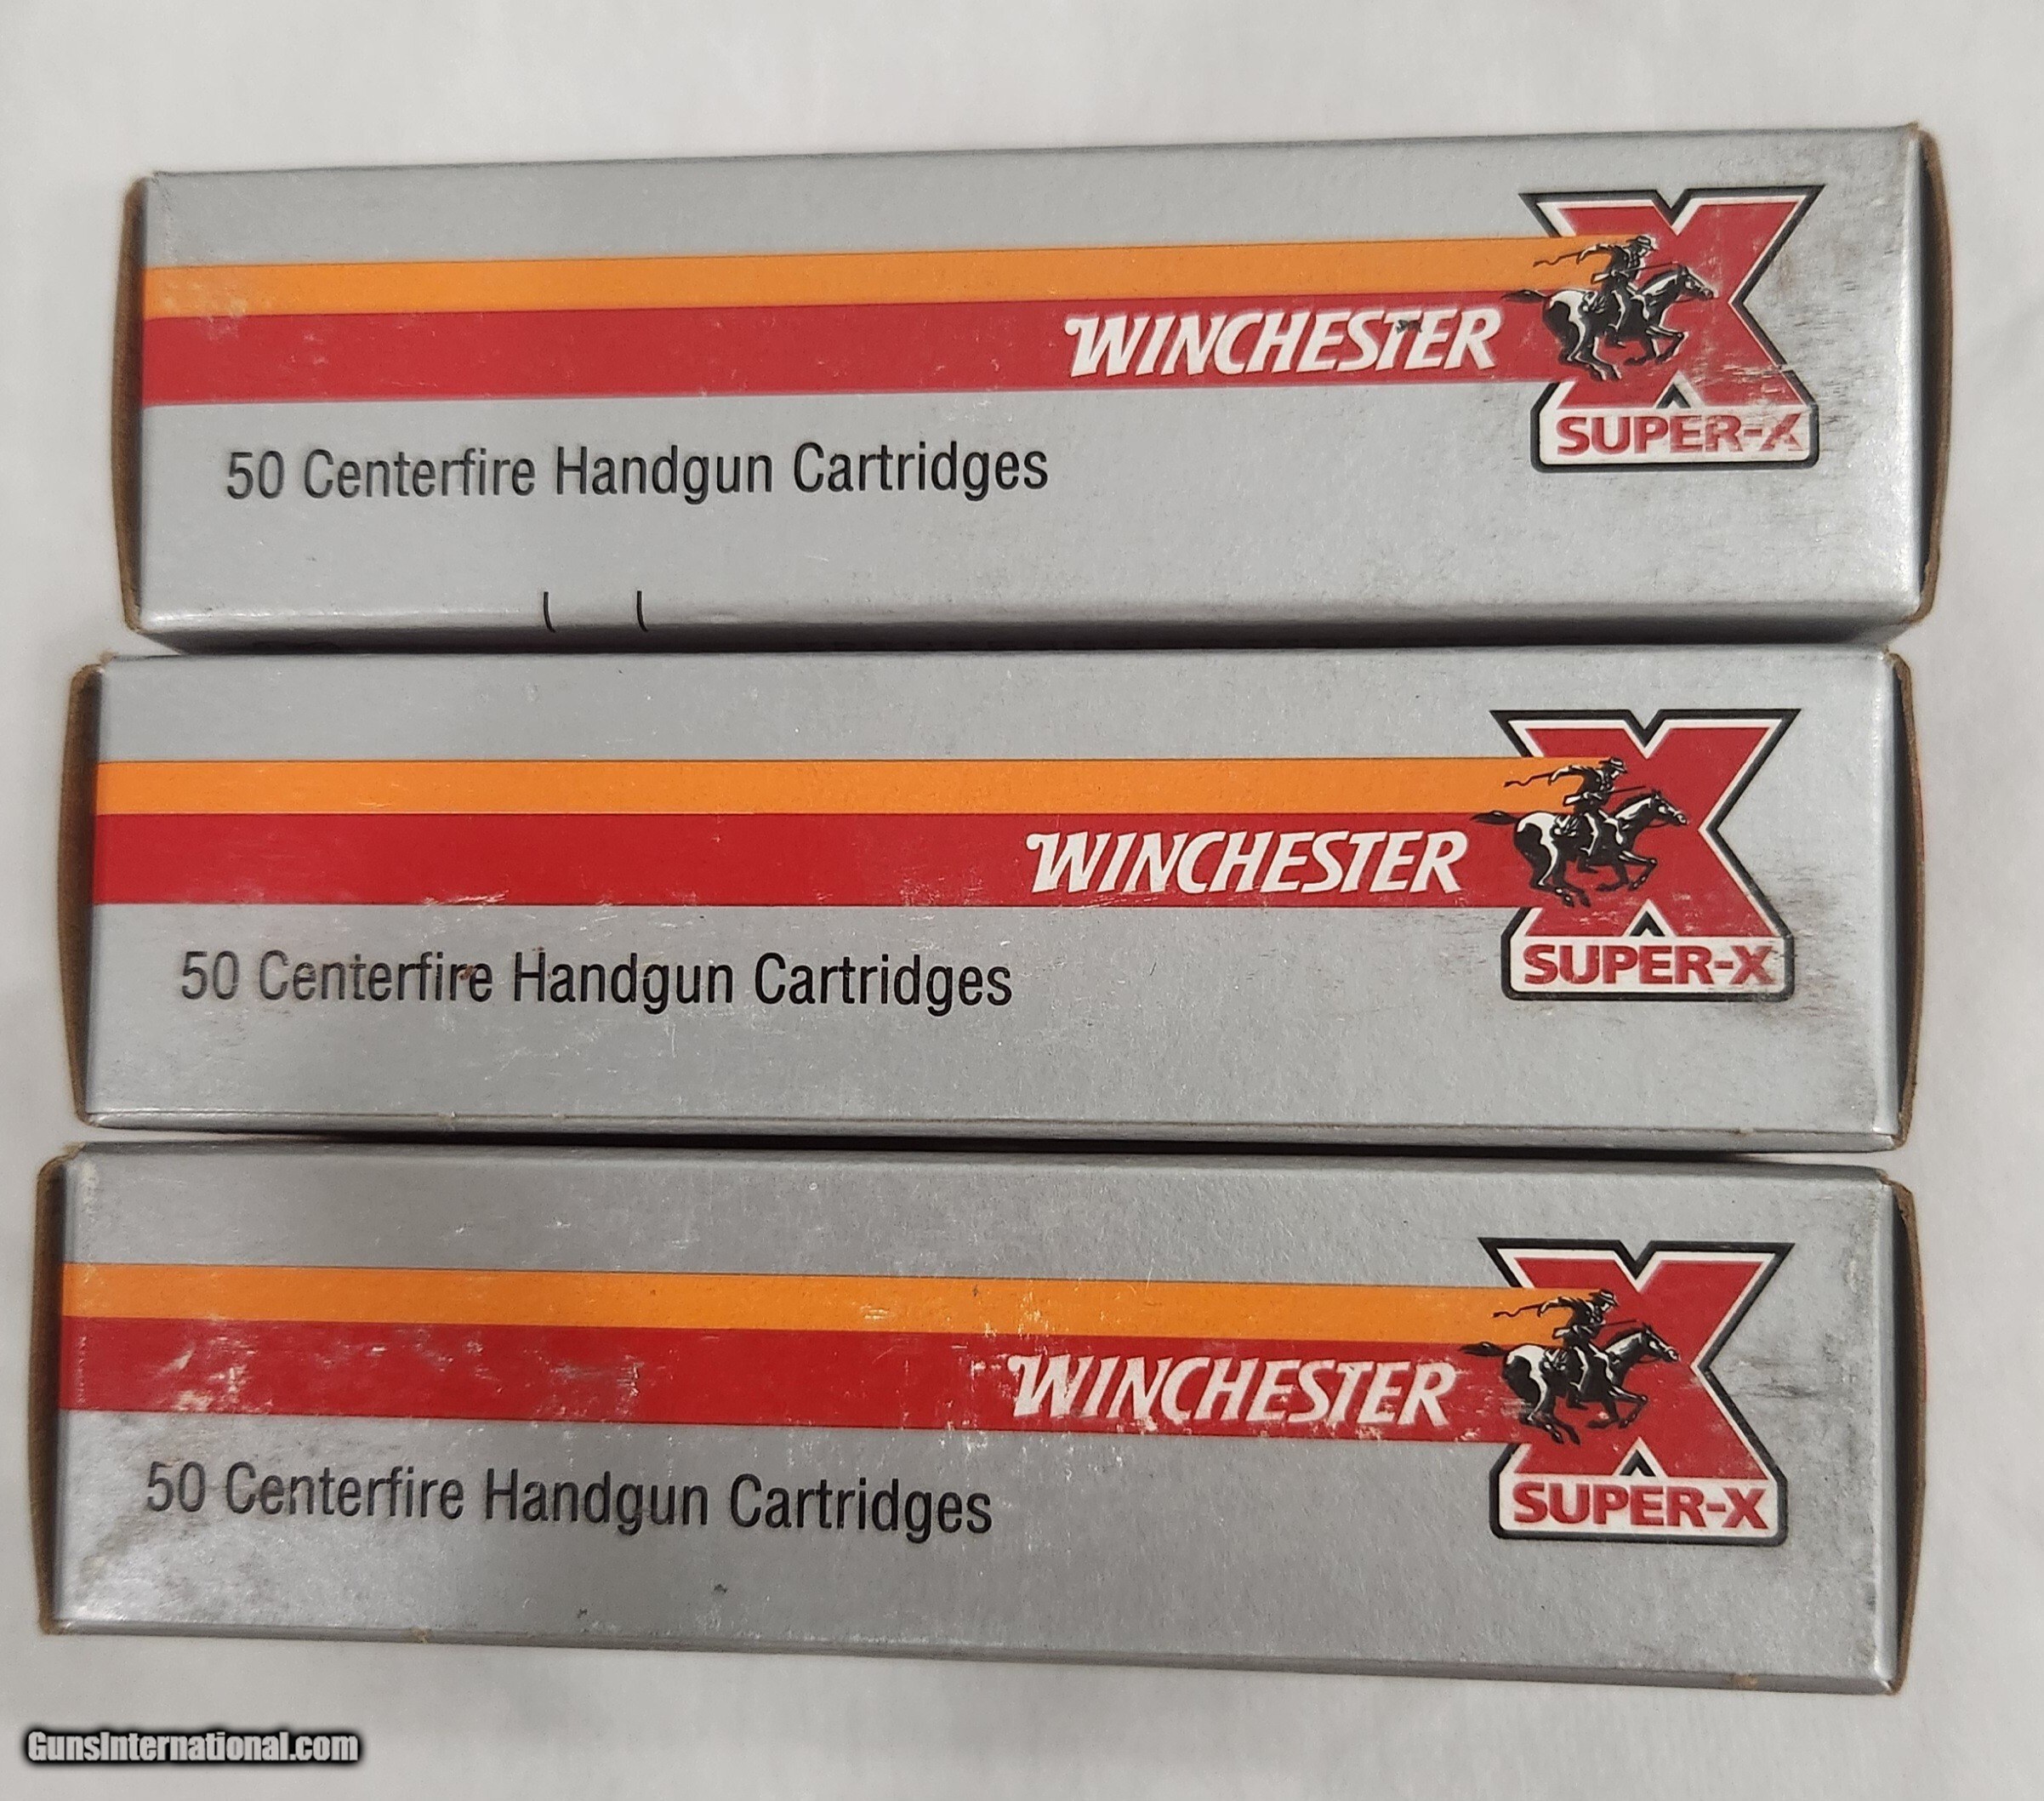 WINCHESTER
SUPER-X
50 Centerfire Handgun Cartridges
WINCHESTER
SUPER-X
50 Centerfire Handgun Cartridges
WINCHESTER
SUPER-X
50 Centerfire Handgun Cartridges
GunsInternational.com